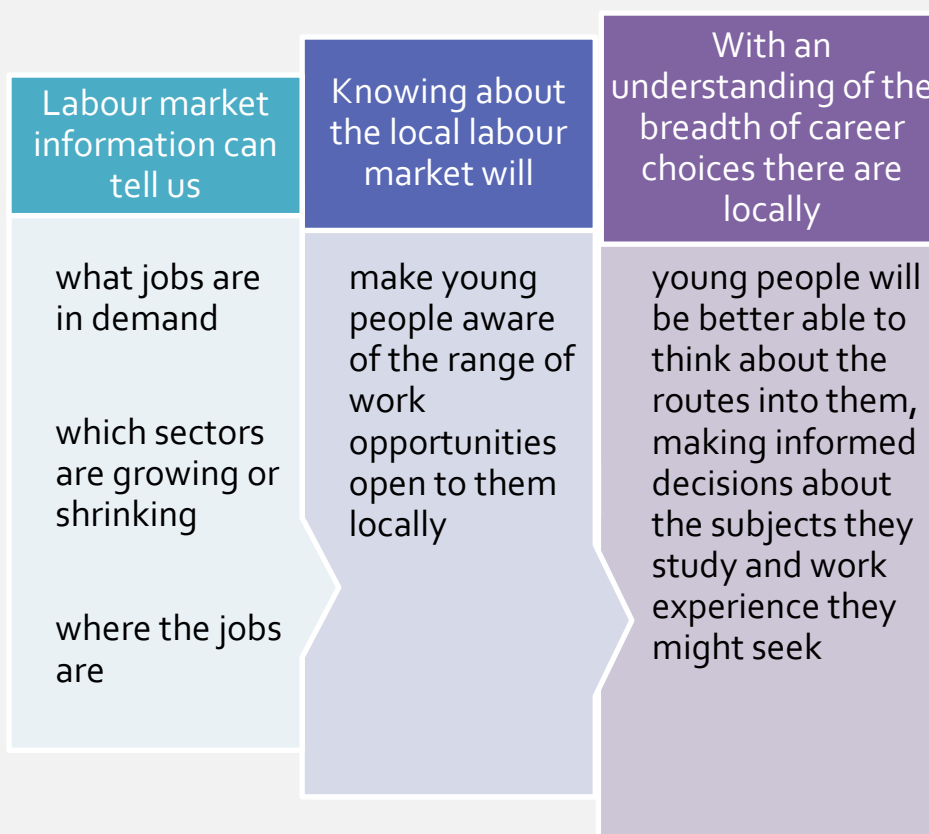 Labour market
information can
tell us
what jobs are
in demand
which sectors
are growing or
shrinking
where the jobs
are
Knowing about
the local labour
market will
make young
people aware
of the range of
work
opportunities
open to them
locally
With an
understanding of the
breadth of career
choices there are
locally
young people will
be better able to
think about the
routes into them,
making informed
decisions about
the subjects they
study and work
experience they
might seek